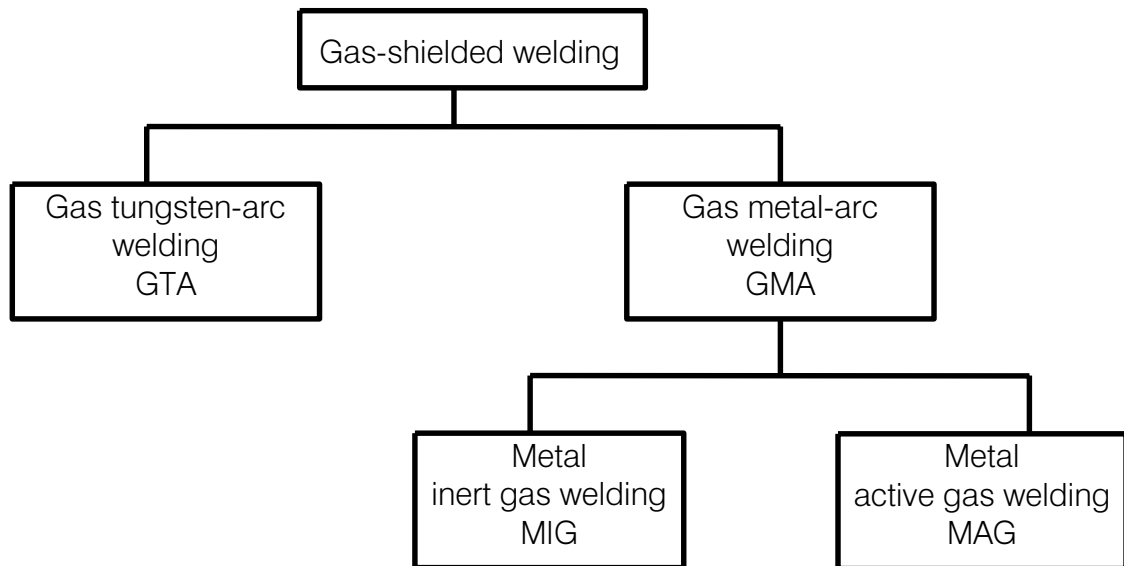 Gas-shielded welding
Gas tungsten-arc
welding
GTA
Gas metal-arc
welding
GMA
Metal
inert gas welding
MIG
Metal
active gas welding
MAG